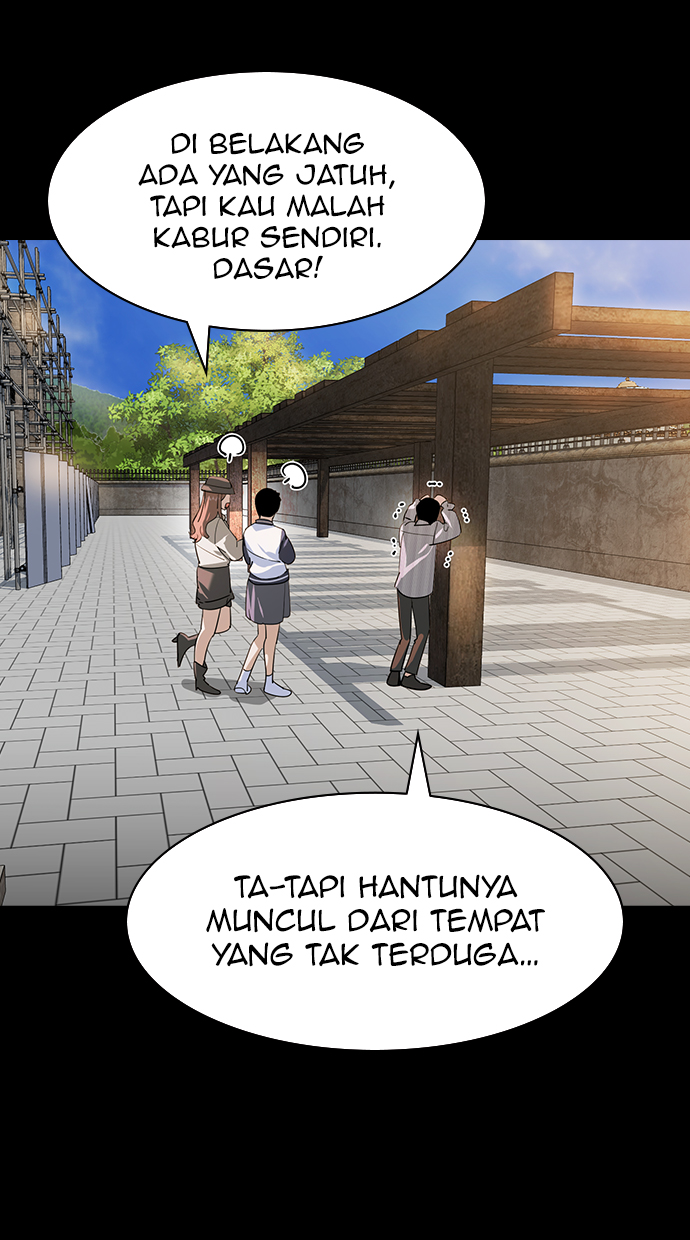 DI BELAKANG
ADA YANG JATUH,
TAPI KAU MALAH
KABUR SENDIRI.
DASAR!
TA-TAPI HANTUNYA
MUNCUL DARI TEMPAT
YANG TAK TERDUGA...